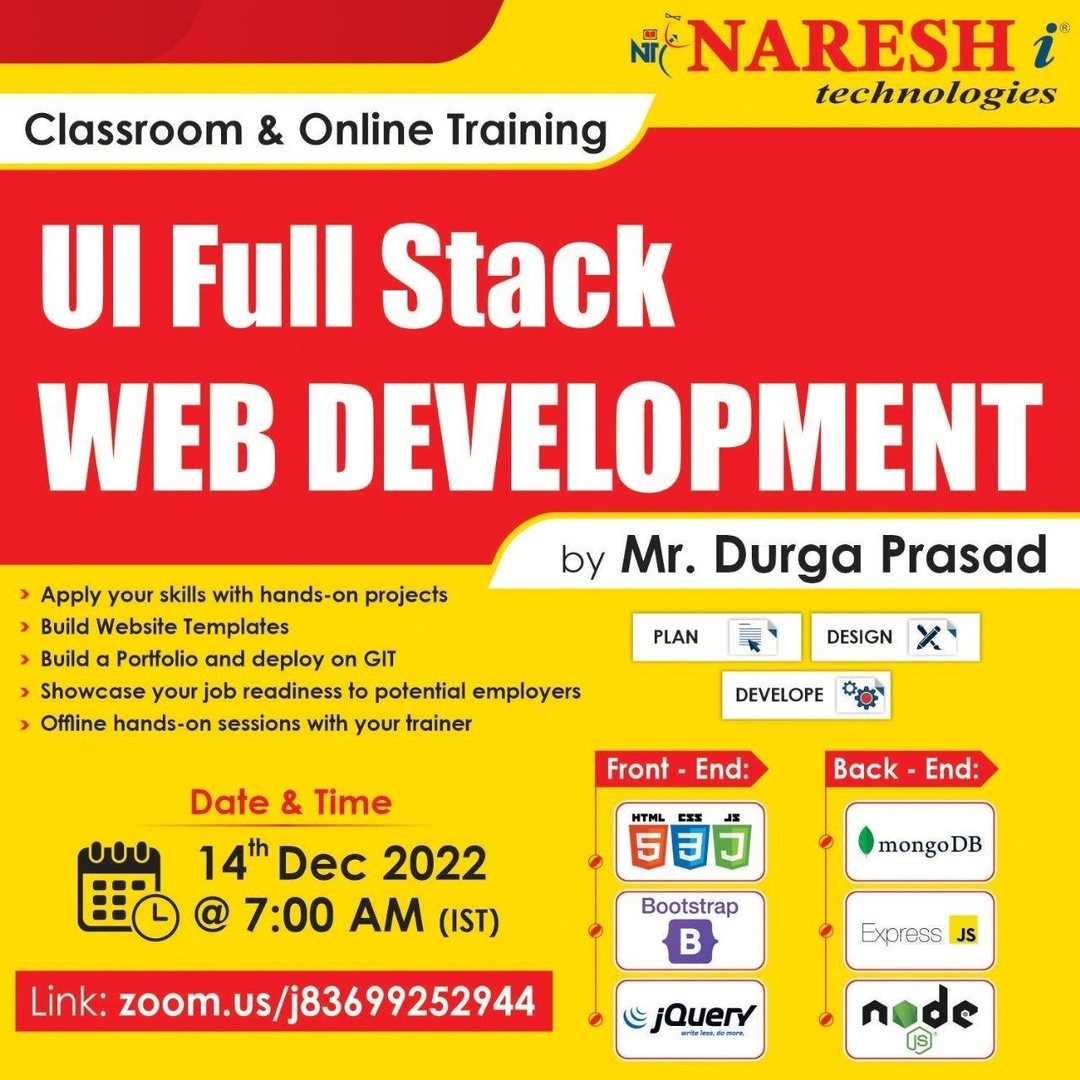 NT
NARESH i®
technologies
Classroom & Online Training
UI Full Stack
WEB DEVELOPMENT
by Mr. Durga Prasad
Apply your skills with hands-on projects
Build Website Templates
Build a Portfolio and deploy on GIT
Showcase your job readiness to potential employers
Offline hands-on sessions with your trainer
PLAN
DESIGN
DEVELOPE
Date & Time
14th Dec 2022
@ 7:00 AM (IST)
Link: zoom.us/j83699252944
Front - End:
HTML CSS JS
5 3 J
Bootstrap
B
jQuery
write less, do more.
Back - End:
mongoDB
Express JS
node
JS